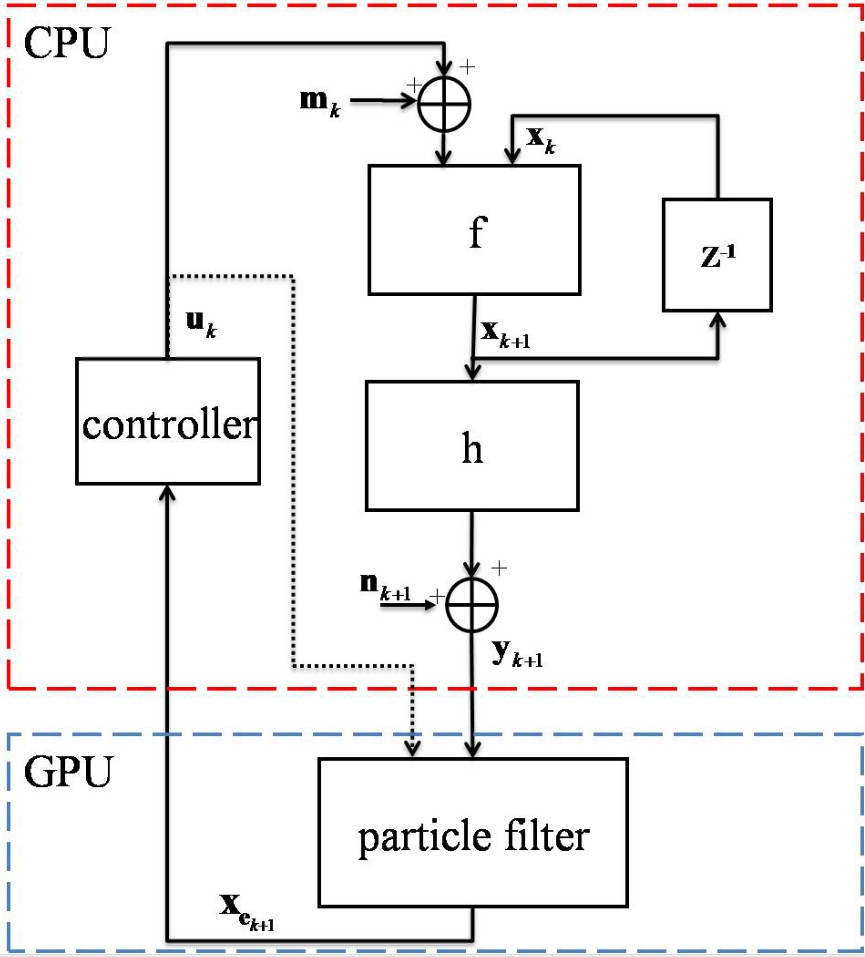 CPU
+
+
m_k
x_k
f
Z^-1
u_k
x_k+1
controller
h
+
n_k+1 +
y_k+1
GPU
particle filter
x_e_k+1